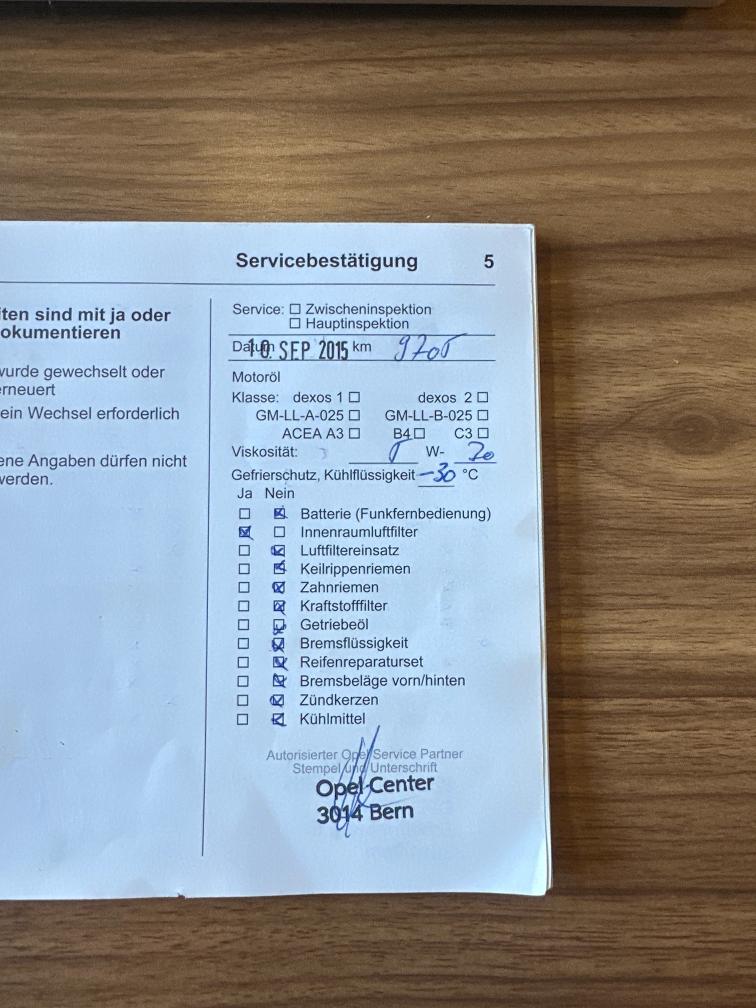 Servicebestätigung 5
iten sind mit ja oder
okumentieren
wurde gewechselt oder
erneuert
ein Wechsel erforderlich
ene Angaben dürfen nicht
werden.
Service: ☐ Zwischeninspektion
☐ Hauptinspektion
Datum 10. SEP 2015 km
Motoröl
Klasse: dexos 1 ☐ dexos 2 ☐
GM-LL-A-025 ☐ GM-LL-B-025 ☐
ACEA A3 ☐ B4 ☐ C3 ☐
Viskosität: W-
Gefrierschutz, Kühlflüssigkeit -30 °C
Ja Nein
☐ ☒ Batterie (Funkfernbedienung)
☒ ☐ Innenraumluftfilter
☐ ☒ Luftfiltereinsatz
☐ ☒ Keilrippenriemen
☐ ☒ Zahnriemen
☐ ☒ Kraftstofffilter
☐ ☒ Getriebeöl
☐ ☒ Bremsflüssigkeit
☐ ☒ Reifenreparaturset
☐ ☒ Bremsbeläge vorn/hinten
☐ ☒ Zündkerzen
☐ ☒ Kühlmittel
Autorisierter Opel Service Partner
Stempel und Unterschrift
Opel-Center
3014 Bern